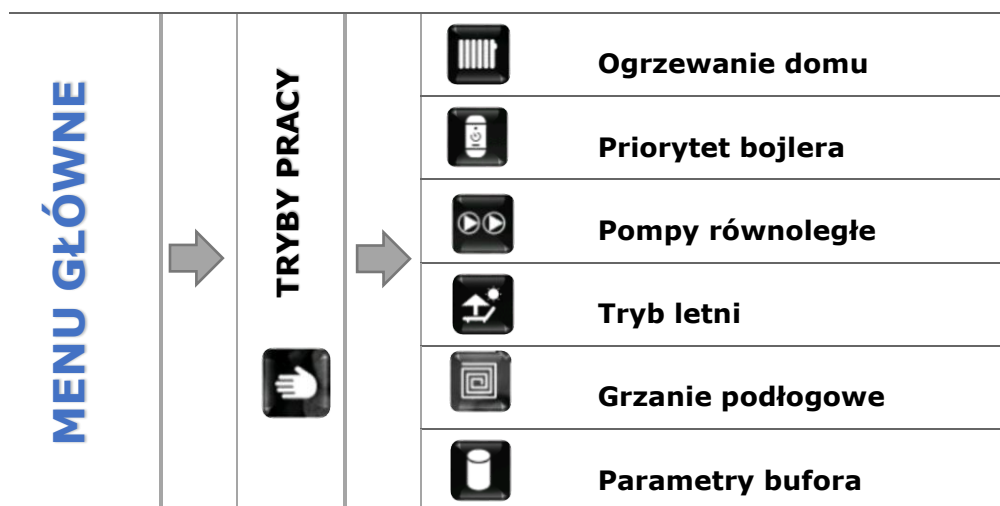 MENU GŁÓWNE
TRYBY PRACY
Ogrzewanie domu
Priorytet bojlera
Pompy równoległe
Tryb letni
Grzanie podłogowe
Parametry bufora